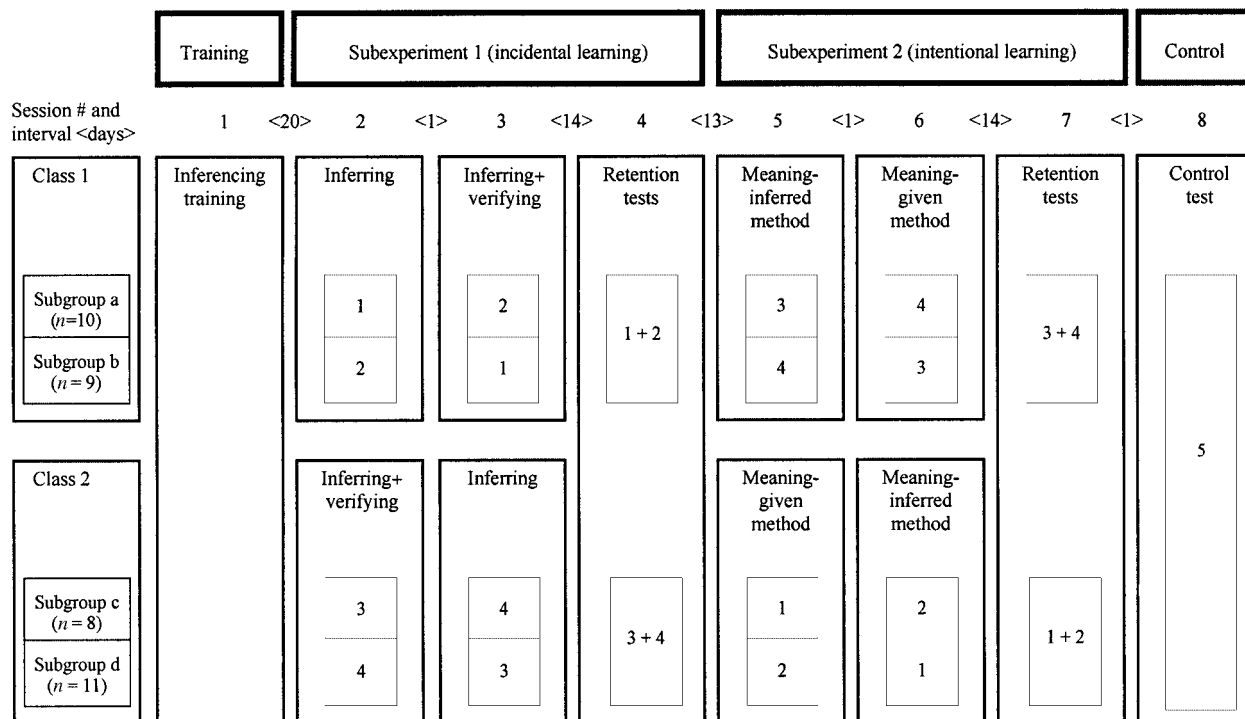 Training
Subexperiment 1 (incidental learning)
Subexperiment 2 (intentional learning)
Control
Session # and
interval <days>
1 <20> 2 <1> 3 <14> 4 <13> 5 <1> 6 <14> 7 <1> 8
Class 1
Inferencing
training
Inferring
Inferring+
verifying
Retention
tests
Meaning-
inferred
method
Meaning-
given
method
Retention
tests
Control
test
Subgroup a
(n=10)
1
2
3
4
Subgroup b
(n = 9)
2
1
4
3
1 + 2
3 + 4
5
Class 2
Inferring+
verifying
Inferring
Meaning-
given
method
Meaning-
inferred
method
Subgroup c
(n = 8)
3
4
1
2
Subgroup d
(n = 11)
4
3
2
1
3 + 4
1 + 2